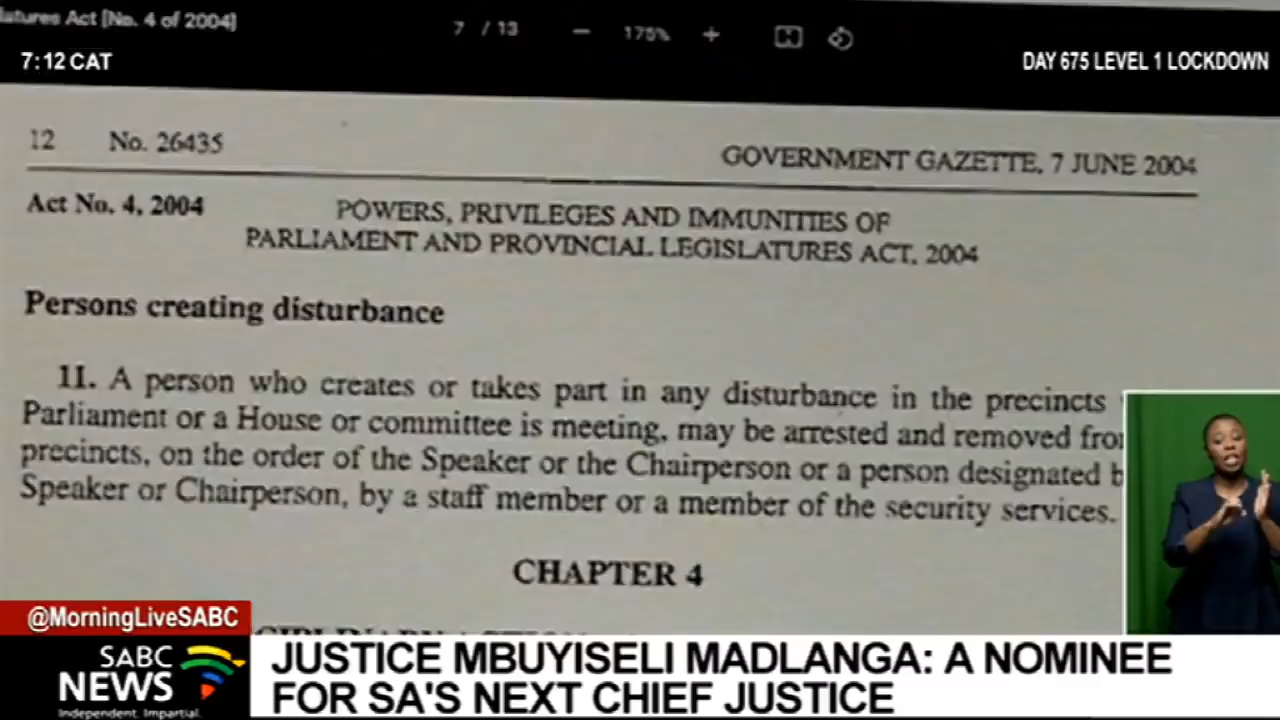 latures Act [No. 4 of 2004]
7 / 13
175%
7:12 CAT
DAY 675 LEVEL 1 LOCKDOWN
12 No. 26435
GOVERNMENT GAZETTE, 7 JUNE 2004
Act No. 4, 2004
POWERS, PRIVILEGES AND IMMUNITIES OF
PARLIAMENT AND PROVINCIAL LEGISLATURES ACT, 2004
Persons creating disturbance
11. A person who creates or takes part in any disturbance in the precincts
Parliament or a House or committee is meeting, may be arrested and removed
precincts, on the order of the Speaker or the Chairperson or a person designated
Speaker or Chairperson, by a staff member or a member of the security services.
CHAPTER 4
@MorningLiveSABC
SABC
NEWS
Independent. Impartial.
JUSTICE MBUYISELI MADLANGA: A NOMINEE
FOR SA'S NEXT CHIEF JUSTICE